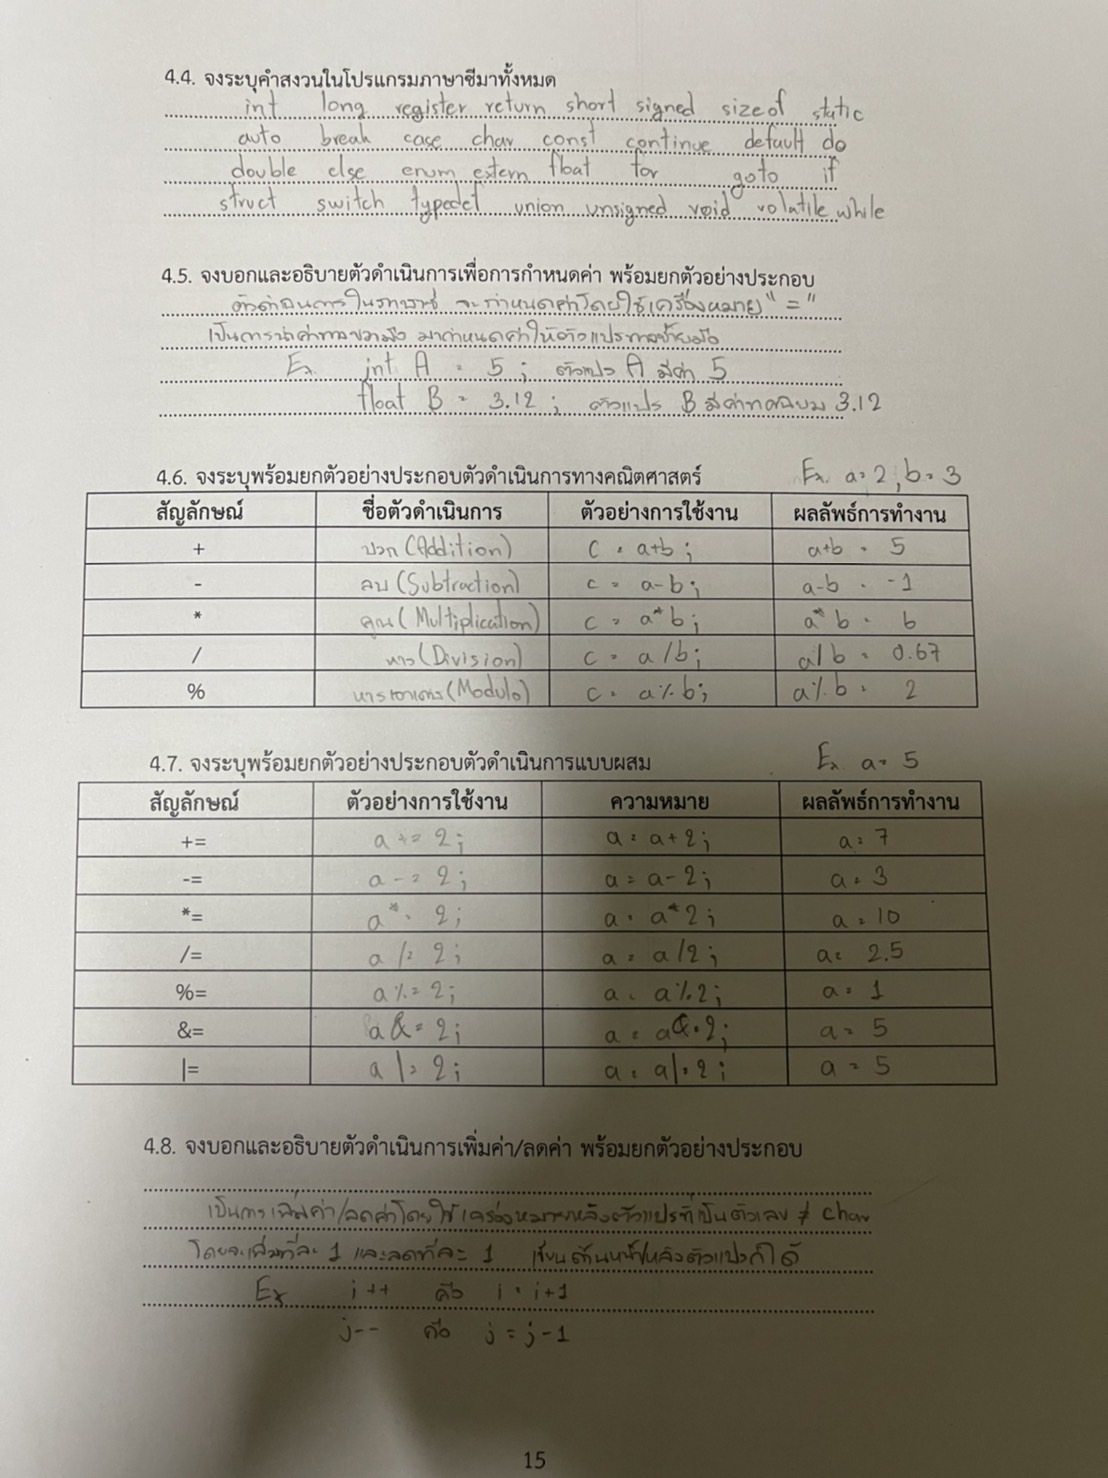 4.4. จงระบุคำสงวนในโปรแกรมภาษาซีมาทั้งหมด
int long register return short signed sizeof static
auto break case char const continue default do
double else enum extern float for goto if
struct switch typedef union unsigned void volatile while
4.5. จงบอกและอธิบายตัวดำเนินการเพื่อการกำหนดค่า พร้อมยกตัวอย่างประกอบ
ตัวดำเนินการในภาษาซี จะกำหนดค่าโดยใช้เครื่องหมาย " = "
เป็นการนำค่าทางขวามือ มากำหนดค่าให้ตัวแปรทางซ้ายมือ
Ex. int A = 5 ; ตัวแปร A มีค่า 5
float B = 3.12 ; ตัวแปร B มีค่าทศนิยม 3.12
4.6. จงระบุพร้อมยกตัวอย่างประกอบตัวดำเนินการทางคณิตศาสตร์ Ex. a = 2, b = 3
สัญลักษณ์ ชื่อตัวดำเนินการ ตัวอย่างการใช้งาน ผลลัพธ์การทำงาน
+ บวก (Addition) c = a+b ; a+b = 5
- ลบ (Subtraction) c = a-b ; a-b = -1
* คูณ (Multiplication) c = a*b ; a*b = 6
/ หาร (Division) c = a/b ; a/b = 0.67
% หารเอาเศษ (Modulo) c = a%b ; a%b = 2
4.7. จงระบุพร้อมยกตัวอย่างประกอบตัวดำเนินการแบบผสม Ex. a = 5
สัญลักษณ์ ตัวอย่างการใช้งาน ความหมาย ผลลัพธ์การทำงาน
+= a += 2 ; a = a+2 ; a = 7
-= a -= 2 ; a = a-2 ; a = 3
*= a *= 2 ; a = a*2 ; a = 10
/= a /= 2 ; a = a/2 ; a = 2.5
%= a %= 2 ; a = a%2 ; a = 1
&= a &= 2 ; a = a&=2 ; a = 5
|= a |= 2 ; a = a|=2 ; a = 5
4.8. จงบอกและอธิบายตัวดำเนินการเพิ่มค่า/ลดค่า พร้อมยกตัวอย่างประกอบ
เป็นการเพิ่มค่า/ลดค่าโดยใช้เครื่องหมายหลังตัวแปรที่เป็นตัวเลข ≠ char
โดยจะเพิ่มทีละ 1 และลดทีละ 1 เขียนด้านหน้า/หลังตัวแปรก็ได้
Ex i++ คือ i = i+1
j-- คือ j = j-1
15